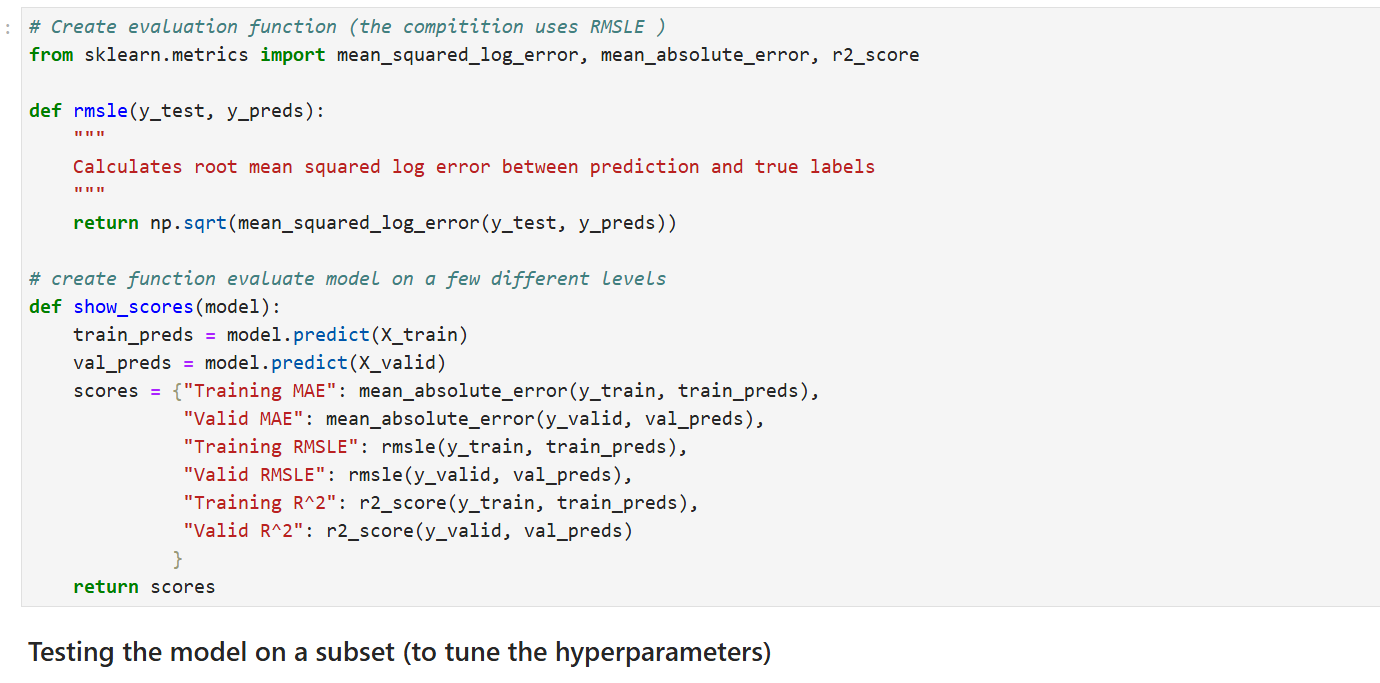 # Create evaluation function (the compitition uses RMSLE )
from sklearn.metrics import mean_squared_log_error, mean_absolute_error, r2_score
def rmsle(y_test, y_preds):
"""
Calculates root mean squared log error between prediction and true labels
"""
return np.sqrt(mean_squared_log_error(y_test, y_preds))
# create function evaluate model on a few different levels
def show_scores(model):
train_preds = model.predict(X_train)
val_preds = model.predict(X_valid)
scores = {"Training MAE": mean_absolute_error(y_train, train_preds),
"Valid MAE": mean_absolute_error(y_valid, val_preds),
"Training RMSLE": rmsle(y_train, train_preds),
"Valid RMSLE": rmsle(y_valid, val_preds),
"Training R^2": r2_score(y_train, train_preds),
"Valid R^2": r2_score(y_valid, val_preds)
}
return scores
Testing the model on a subset (to tune the hyperparameters)